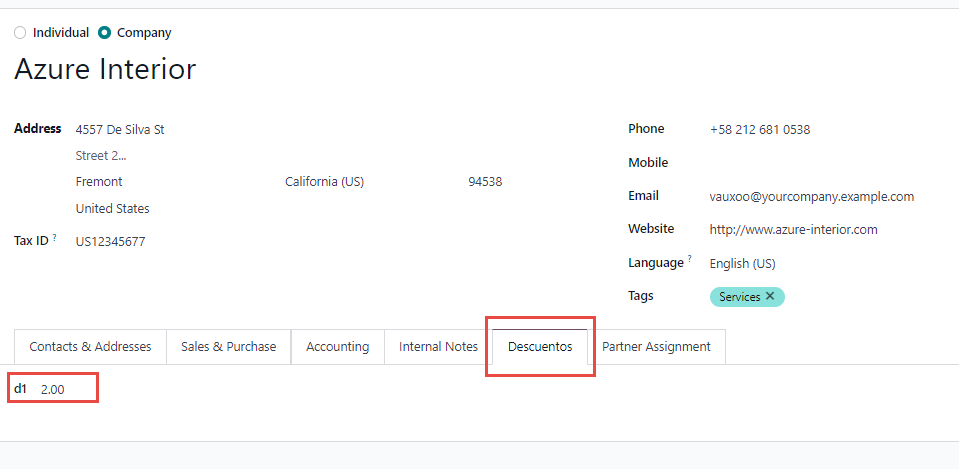 Individual Company
Azure Interior
Address 4557 De Silva St
Street 2...
Fremont California (US) 94538
United States
Tax ID ? US12345677
Phone +58 212 681 0538
Mobile
Email vauxoo@yourcompany.example.com
Website http://www.azure-interior.com
Language ? English (US)
Tags Services ✕
Contacts & Addresses Sales & Purchase Accounting Internal Notes Descuentos Partner Assignment
d1 2.00